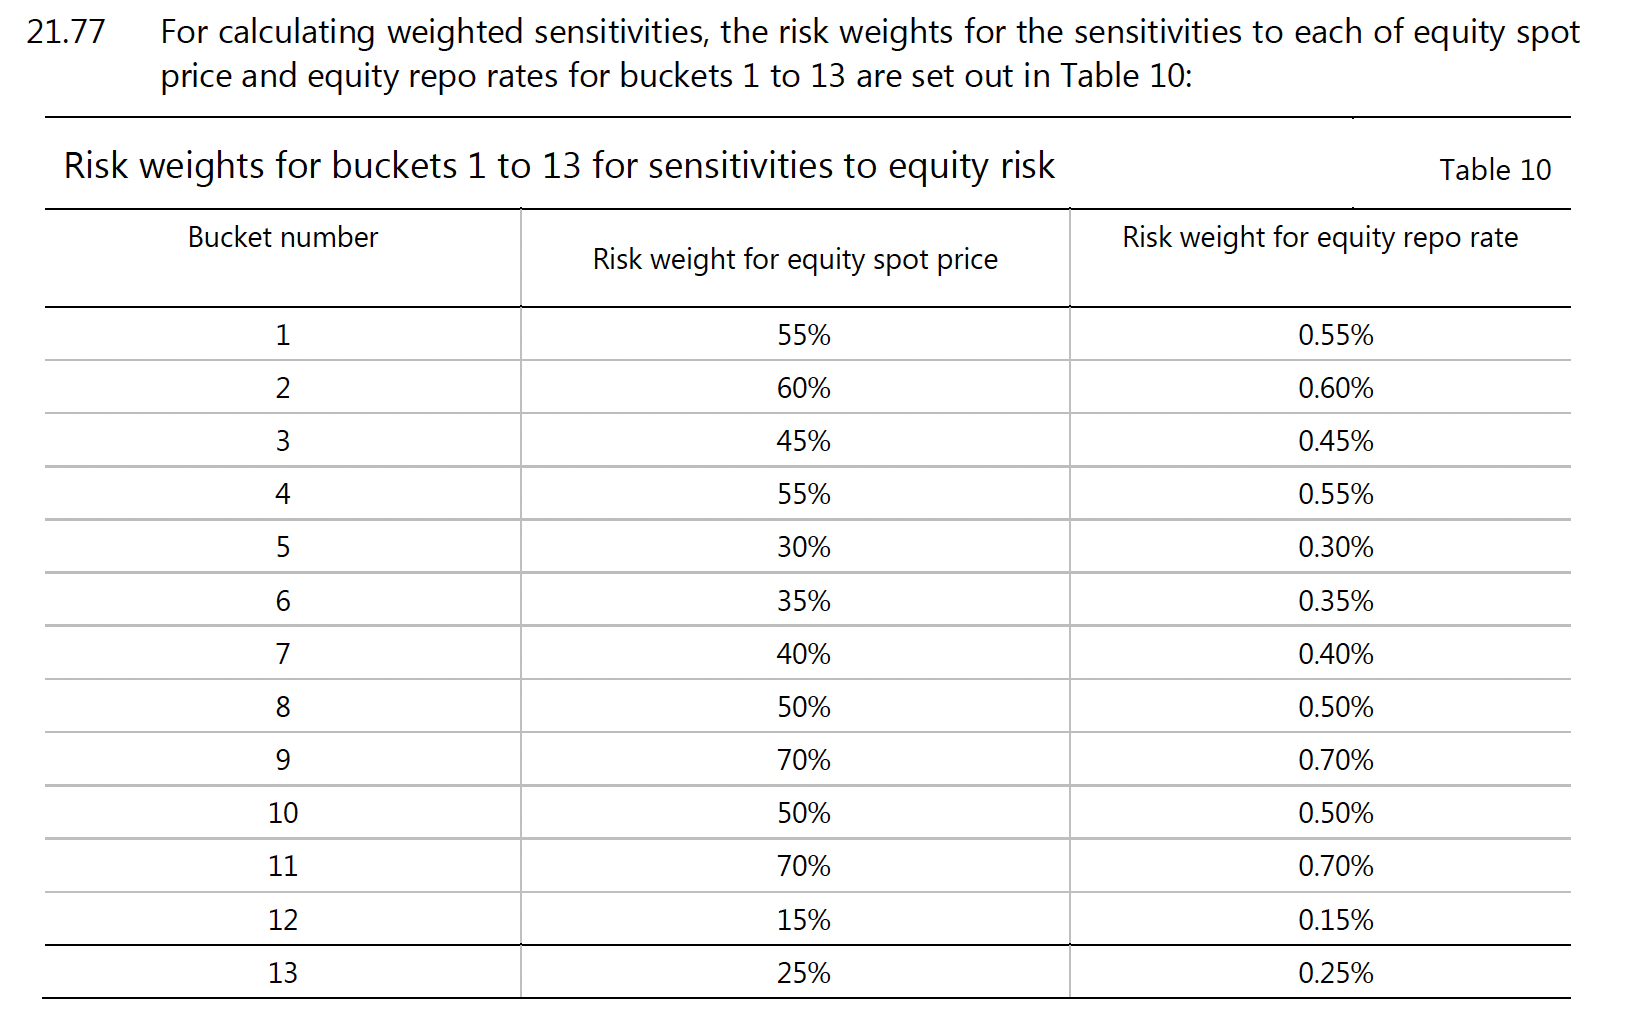 21.77 For calculating weighted sensitivities, the risk weights for the sensitivities to each of equity spot
price and equity repo rates for buckets 1 to 13 are set out in Table 10:
Risk weights for buckets 1 to 13 for sensitivities to equity risk Table 10
Bucket number Risk weight for equity spot price Risk weight for equity repo rate
1 55% 0.55%
2 60% 0.60%
3 45% 0.45%
4 55% 0.55%
5 30% 0.30%
6 35% 0.35%
7 40% 0.40%
8 50% 0.50%
9 70% 0.70%
10 50% 0.50%
11 70% 0.70%
12 15% 0.15%
13 25% 0.25%